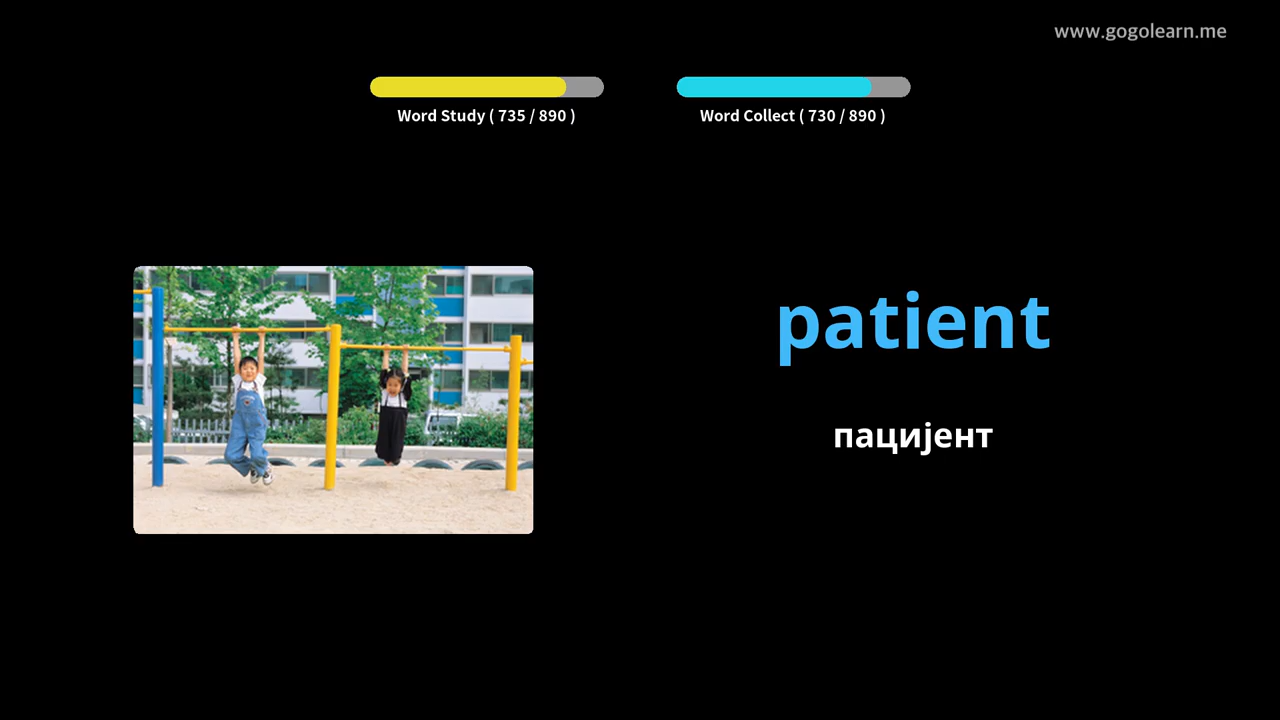 www.gogolearn.me
Word Study ( 735 / 890 )
Word Collect ( 730 / 890 )
patient
пацијент